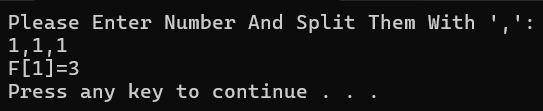 Please Enter Number And Split Them With ',':
1,1,1
F[1]=3
Press any key to continue . . .